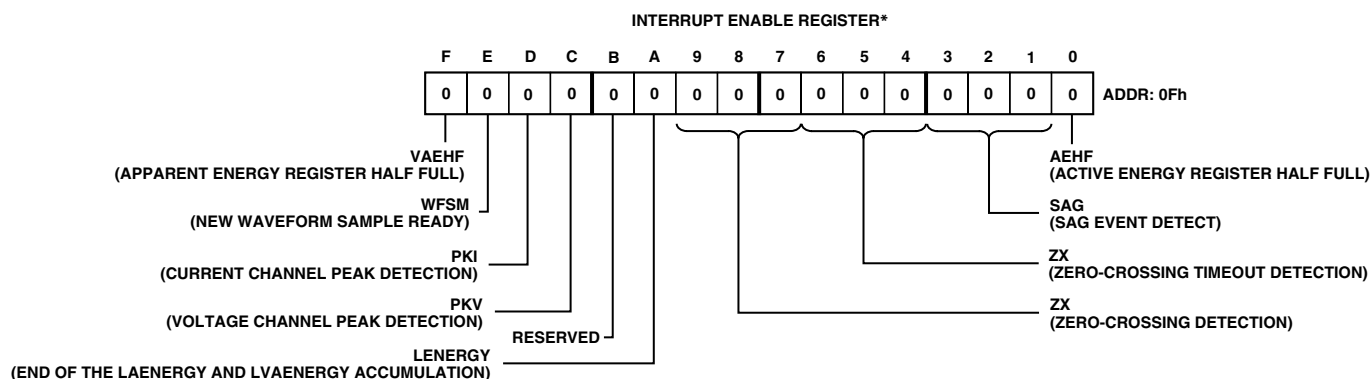 INTERRUPT ENABLE REGISTER*
F E D C B A 9 8 7 6 5 4 3 2 1 0
0 0 0 0 0 0 0 0 0 0 0 0 0 0 0 0 ADDR: 0Fh
VAEHF
(APPARENT ENERGY REGISTER HALF FULL)
WFSM
(NEW WAVEFORM SAMPLE READY)
PKI
(CURRENT CHANNEL PEAK DETECTION)
PKV
(VOLTAGE CHANNEL PEAK DETECTION)
RESERVED
LENERGY
(END OF THE LAENERGY AND LVAENERGY ACCUMULATION)
AEHF
(ACTIVE ENERGY REGISTER HALF FULL)
SAG
(SAG EVENT DETECT)
ZX
(ZERO-CROSSING TIMEOUT DETECTION)
ZX
(ZERO-CROSSING DETECTION)